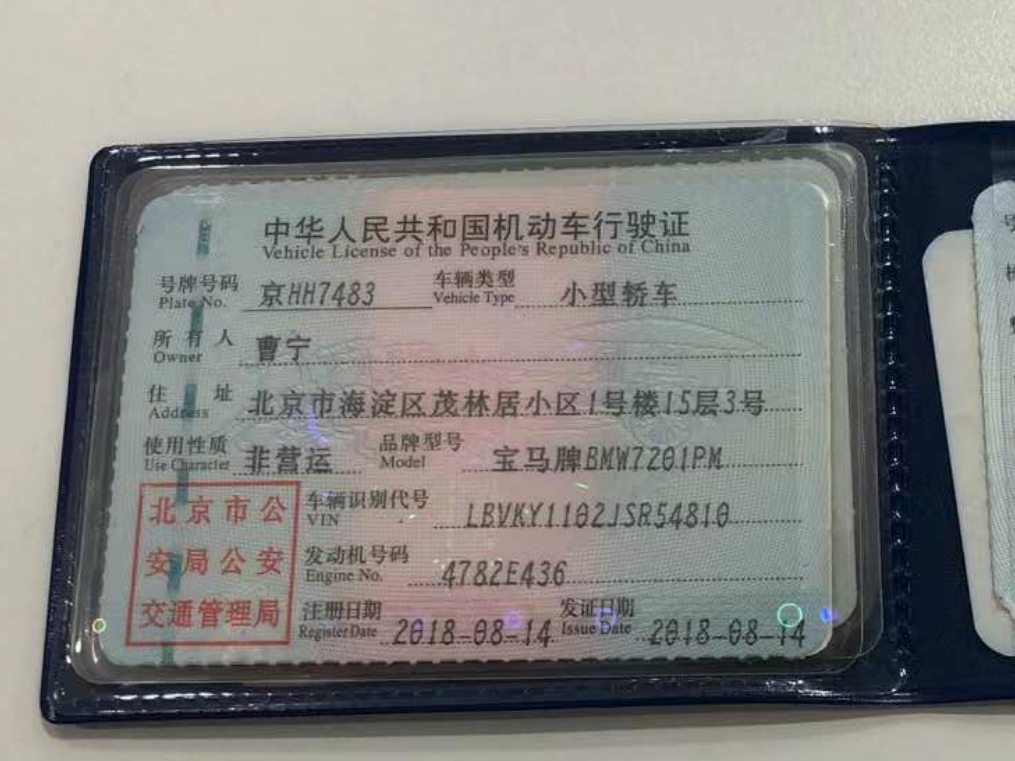 中华人民共和国机动车行驶证
Vehicle License of the People's Republic of China
号牌号码 京HH7483 车辆类型 小型轿车
Plate No. Vehicle Type
所有人 曹宁
Owner
住址 北京市海淀区茂林居小区1号楼15层3号
Address
使用性质 非营运 品牌型号 宝马牌BMW7201PM
Use Character Model
车辆识别代号 LBVKY1102JSR54810
VIN
发动机号码 4782E436
Engine No.
注册日期 2018-08-14 发证日期 2018-08-14
Register Date Issue Date
北京市公
安局公安
交通管理局
号